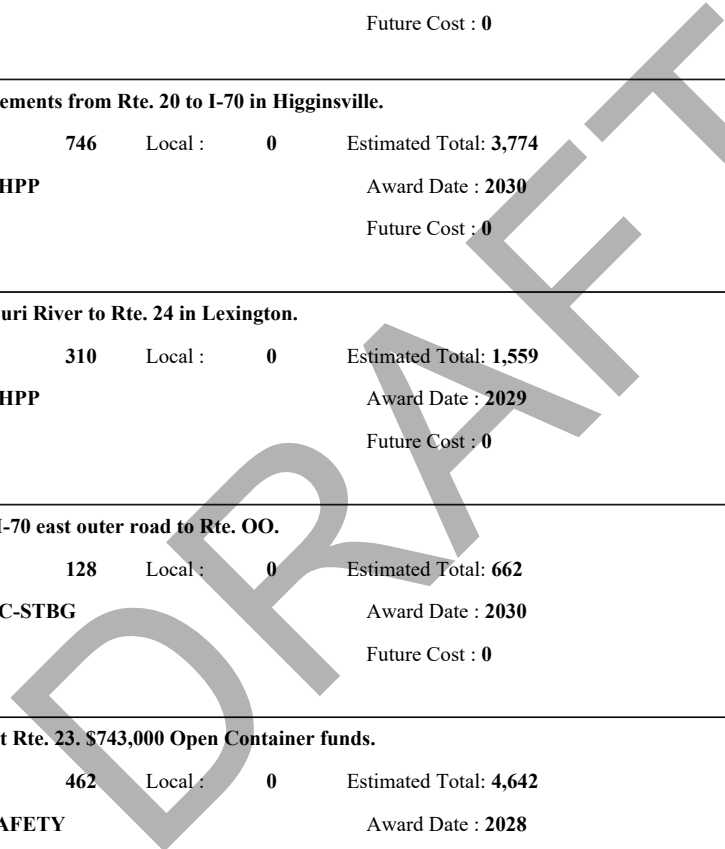 Future Cost : 0
ements from Rte. 20 to I-70 in Higginsville.
746 Local : 0 Estimated Total: 3,774
HPP Award Date : 2030
Future Cost : 0
uri River to Rte. 24 in Lexington.
310 Local : 0 Estimated Total: 1,559
HPP Award Date : 2029
Future Cost : 0
I-70 east outer road to Rte. OO.
128 Local : 0 Estimated Total: 662
C-STBG Award Date : 2030
Future Cost : 0
t Rte. 23. $743,000 Open Container funds.
462 Local : 0 Estimated Total: 4,642
AFETY Award Date : 2028
DRAFT